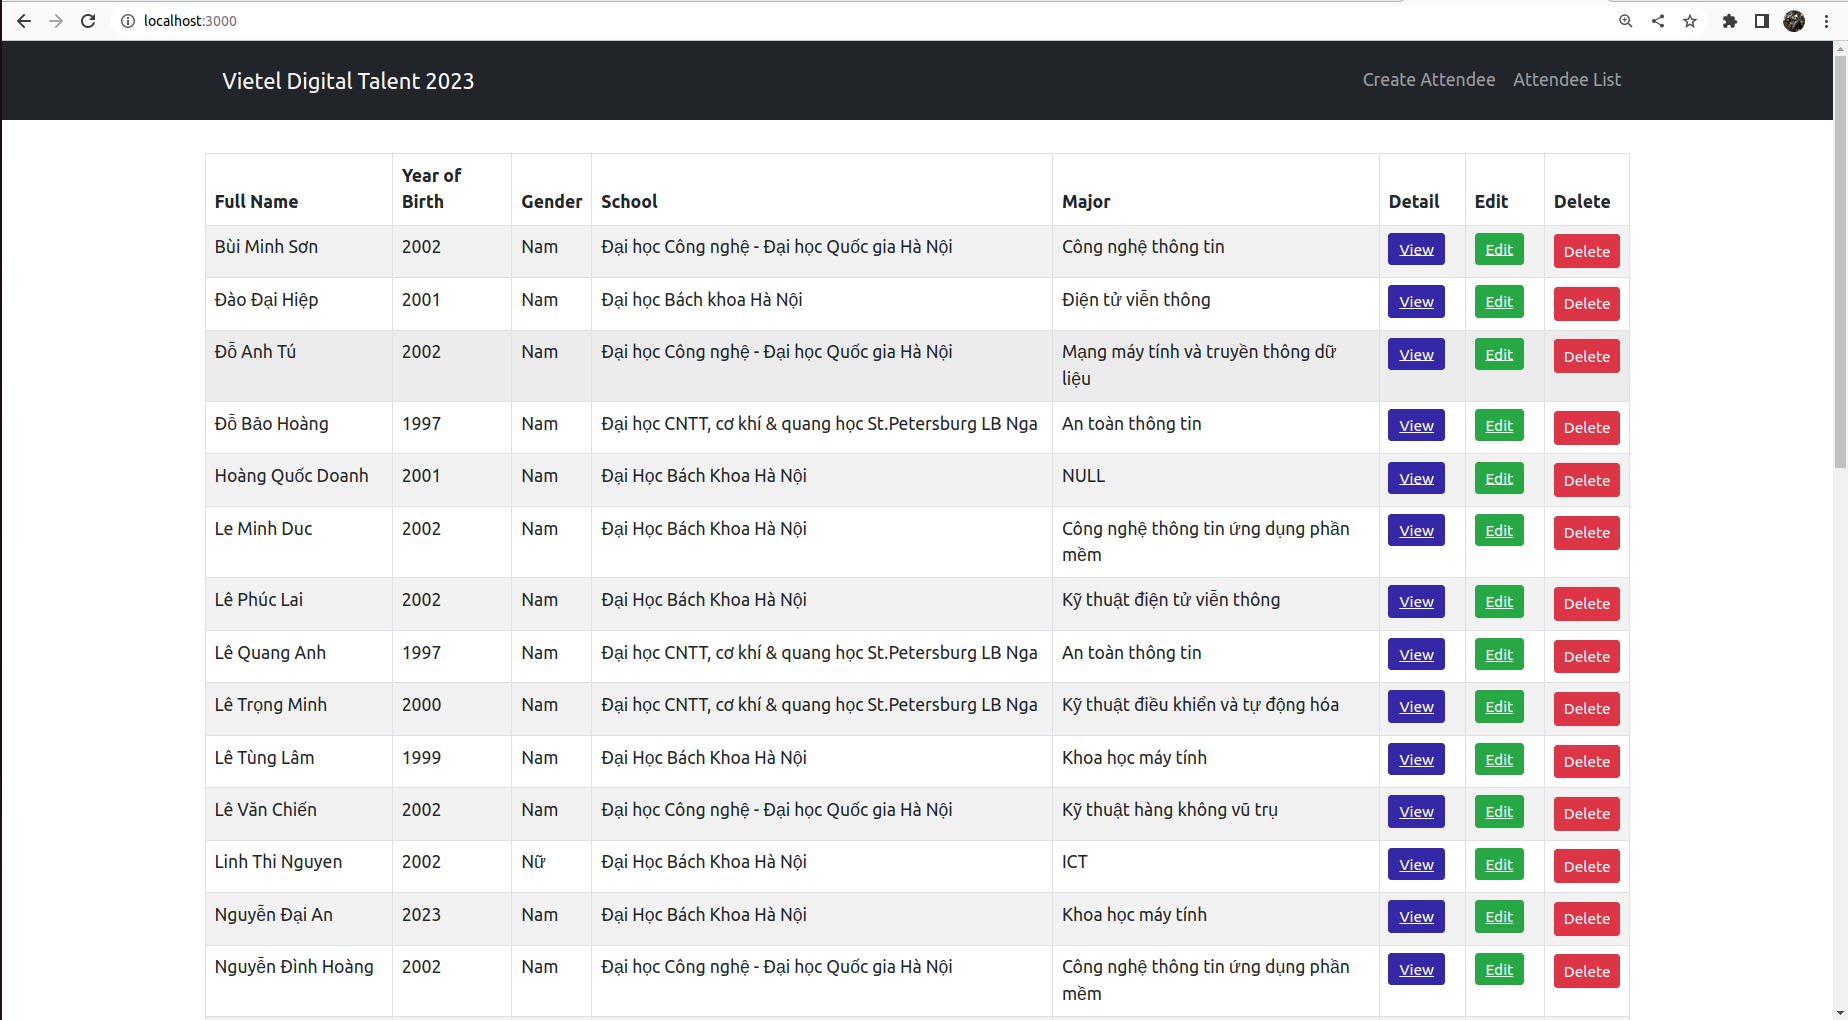 localhost:3000
Vietel Digital Talent 2023 Create Attendee Attendee List
Full Name Year of Birth Gender School Major Detail Edit Delete
Bùi Minh Sơn 2002 Nam Đại học Công nghệ - Đại học Quốc gia Hà Nội Công nghệ thông tin View Edit Delete
Đào Đại Hiệp 2001 Nam Đại học Bách khoa Hà Nội Điện tử viễn thông View Edit Delete
Đỗ Anh Tú 2002 Nam Đại học Công nghệ - Đại học Quốc gia Hà Nội Mạng máy tính và truyền thông dữ liệu View Edit Delete
Đỗ Bảo Hoàng 1997 Nam Đại học CNTT, cơ khí & quang học St.Petersburg LB Nga An toàn thông tin View Edit Delete
Hoàng Quốc Doanh 2001 Nam Đại Học Bách Khoa Hà Nội NULL View Edit Delete
Le Minh Duc 2002 Nam Đại Học Bách Khoa Hà Nội Công nghệ thông tin ứng dụng phần mềm View Edit Delete
Lê Phúc Lai 2002 Nam Đại Học Bách Khoa Hà Nội Kỹ thuật điện tử viễn thông View Edit Delete
Lê Quang Anh 1997 Nam Đại học CNTT, cơ khí & quang học St.Petersburg LB Nga An toàn thông tin View Edit Delete
Lê Trọng Minh 2000 Nam Đại học CNTT, cơ khí & quang học St.Petersburg LB Nga Kỹ thuật điều khiển và tự động hóa View Edit Delete
Lê Tùng Lâm 1999 Nam Đại Học Bách Khoa Hà Nội Khoa học máy tính View Edit Delete
Lê Văn Chiến 2002 Nam Đại học Công nghệ - Đại học Quốc gia Hà Nội Kỹ thuật hàng không vũ trụ View Edit Delete
Linh Thi Nguyen 2002 Nữ Đại Học Bách Khoa Hà Nội ICT View Edit Delete
Nguyễn Đại An 2023 Nam Đại Học Bách Khoa Hà Nội Khoa học máy tính View Edit Delete
Nguyễn Đình Hoàng 2002 Nam Đại học Công nghệ - Đại học Quốc gia Hà Nội Công nghệ thông tin ứng dụng phần mềm View Edit Delete